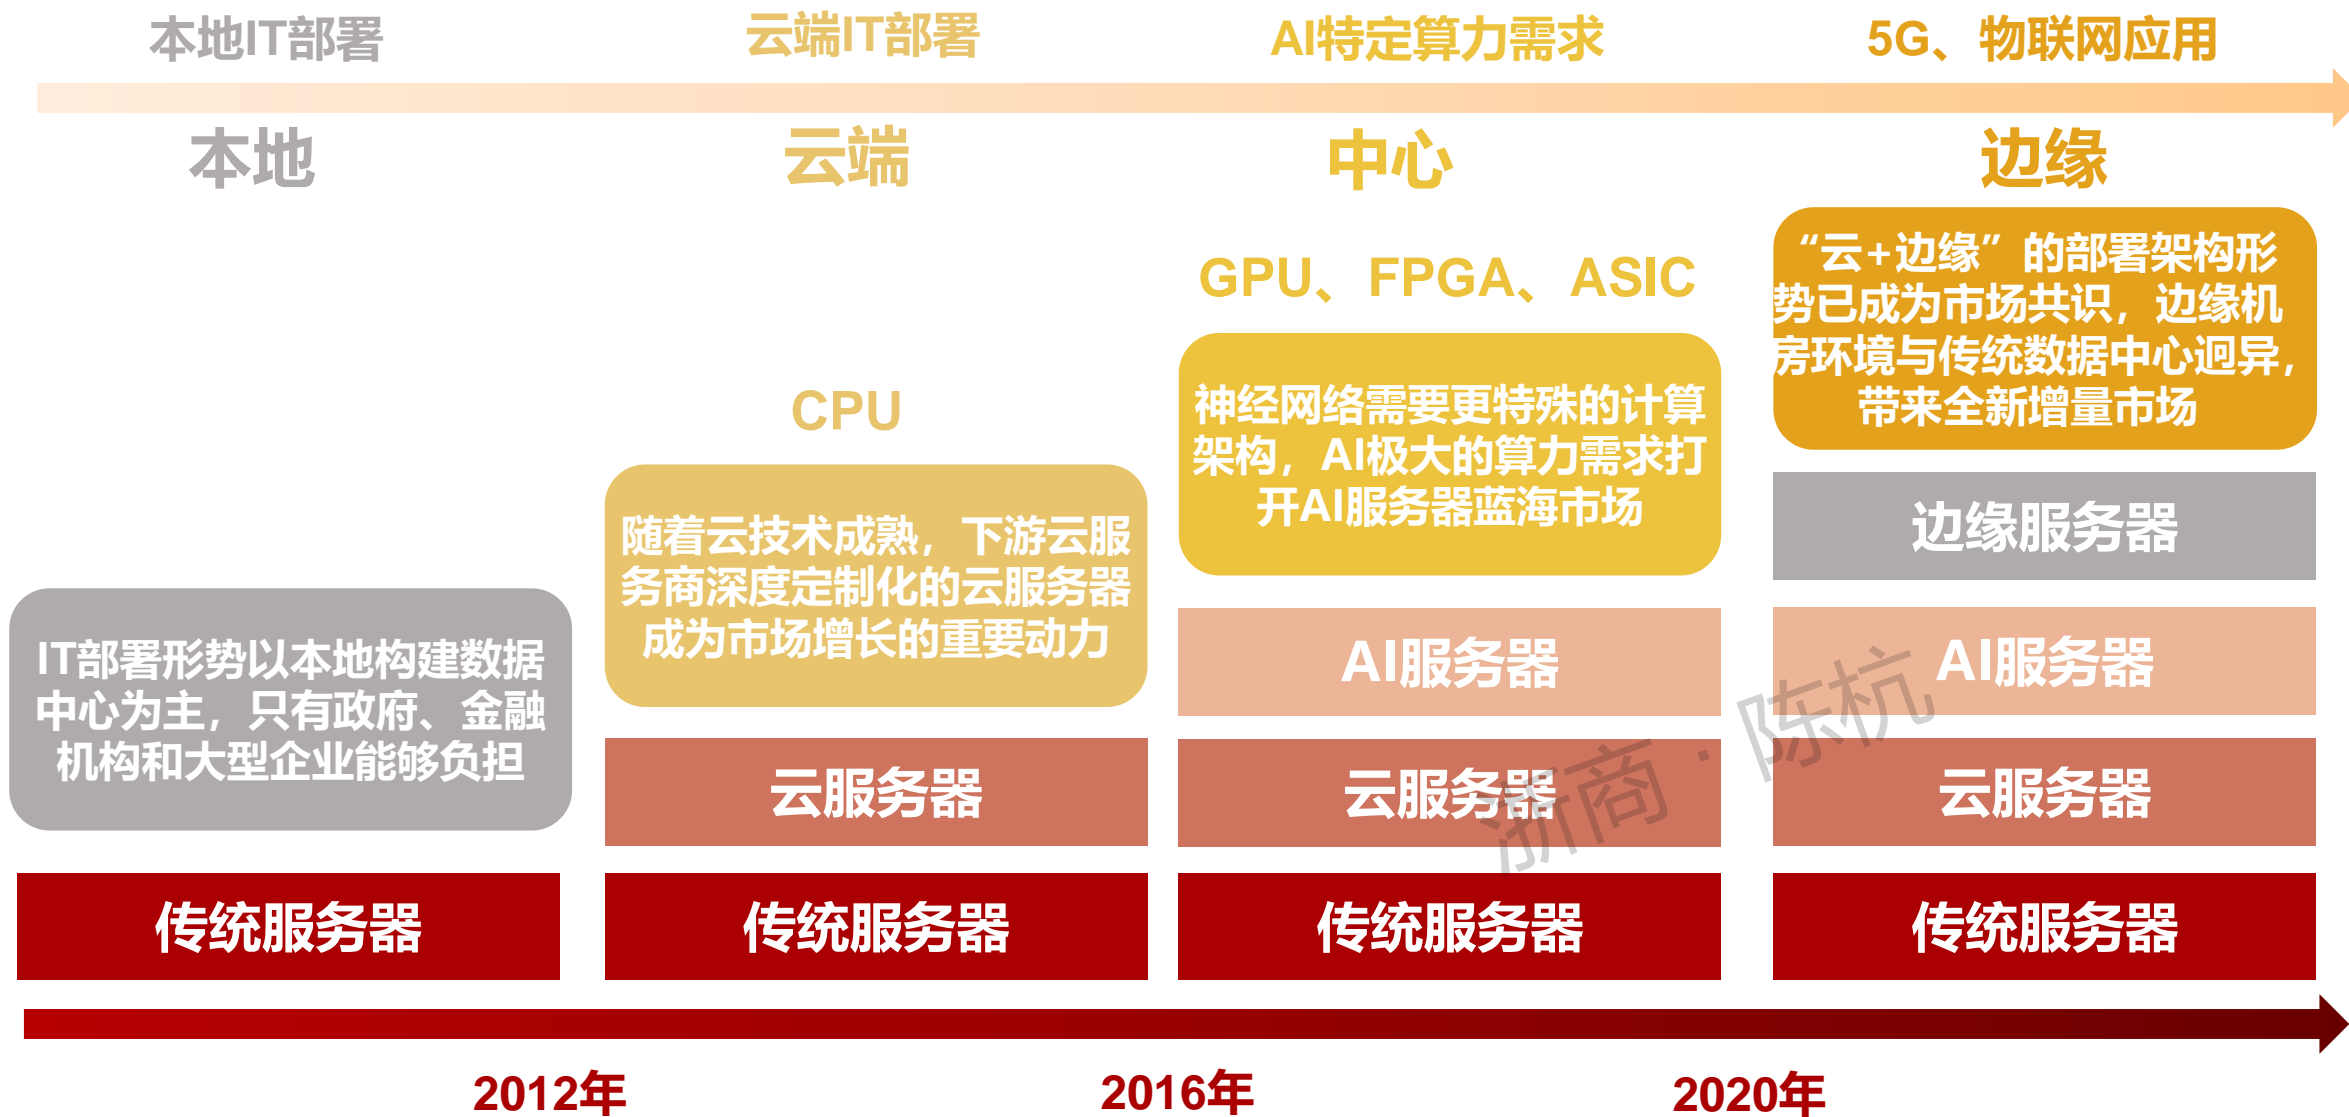 本地IT部署
云端IT部署
AI特定算力需求
5G、物联网应用
本地
云端
中心
边缘
IT部署形势以本地构建数据
中心为主，只有政府、金融
机构和大型企业能够负担
传统服务器
CPU
随着云技术成熟，下游云服
务商深度定制化的云服务器
成为市场增长的重要动力
云服务器
传统服务器
GPU、FPGA、ASIC
神经网络需要更特殊的计算
架构，AI极大的算力需求打
开AI服务器蓝海市场
AI服务器
云服务器
传统服务器
“云+边缘”的部署架构形
势已成为市场共识，边缘机
房环境与传统数据中心迥异，
带来全新增量市场
边缘服务器
AI服务器
云服务器
传统服务器
浙商·陈杭
2012年
2016年
2020年